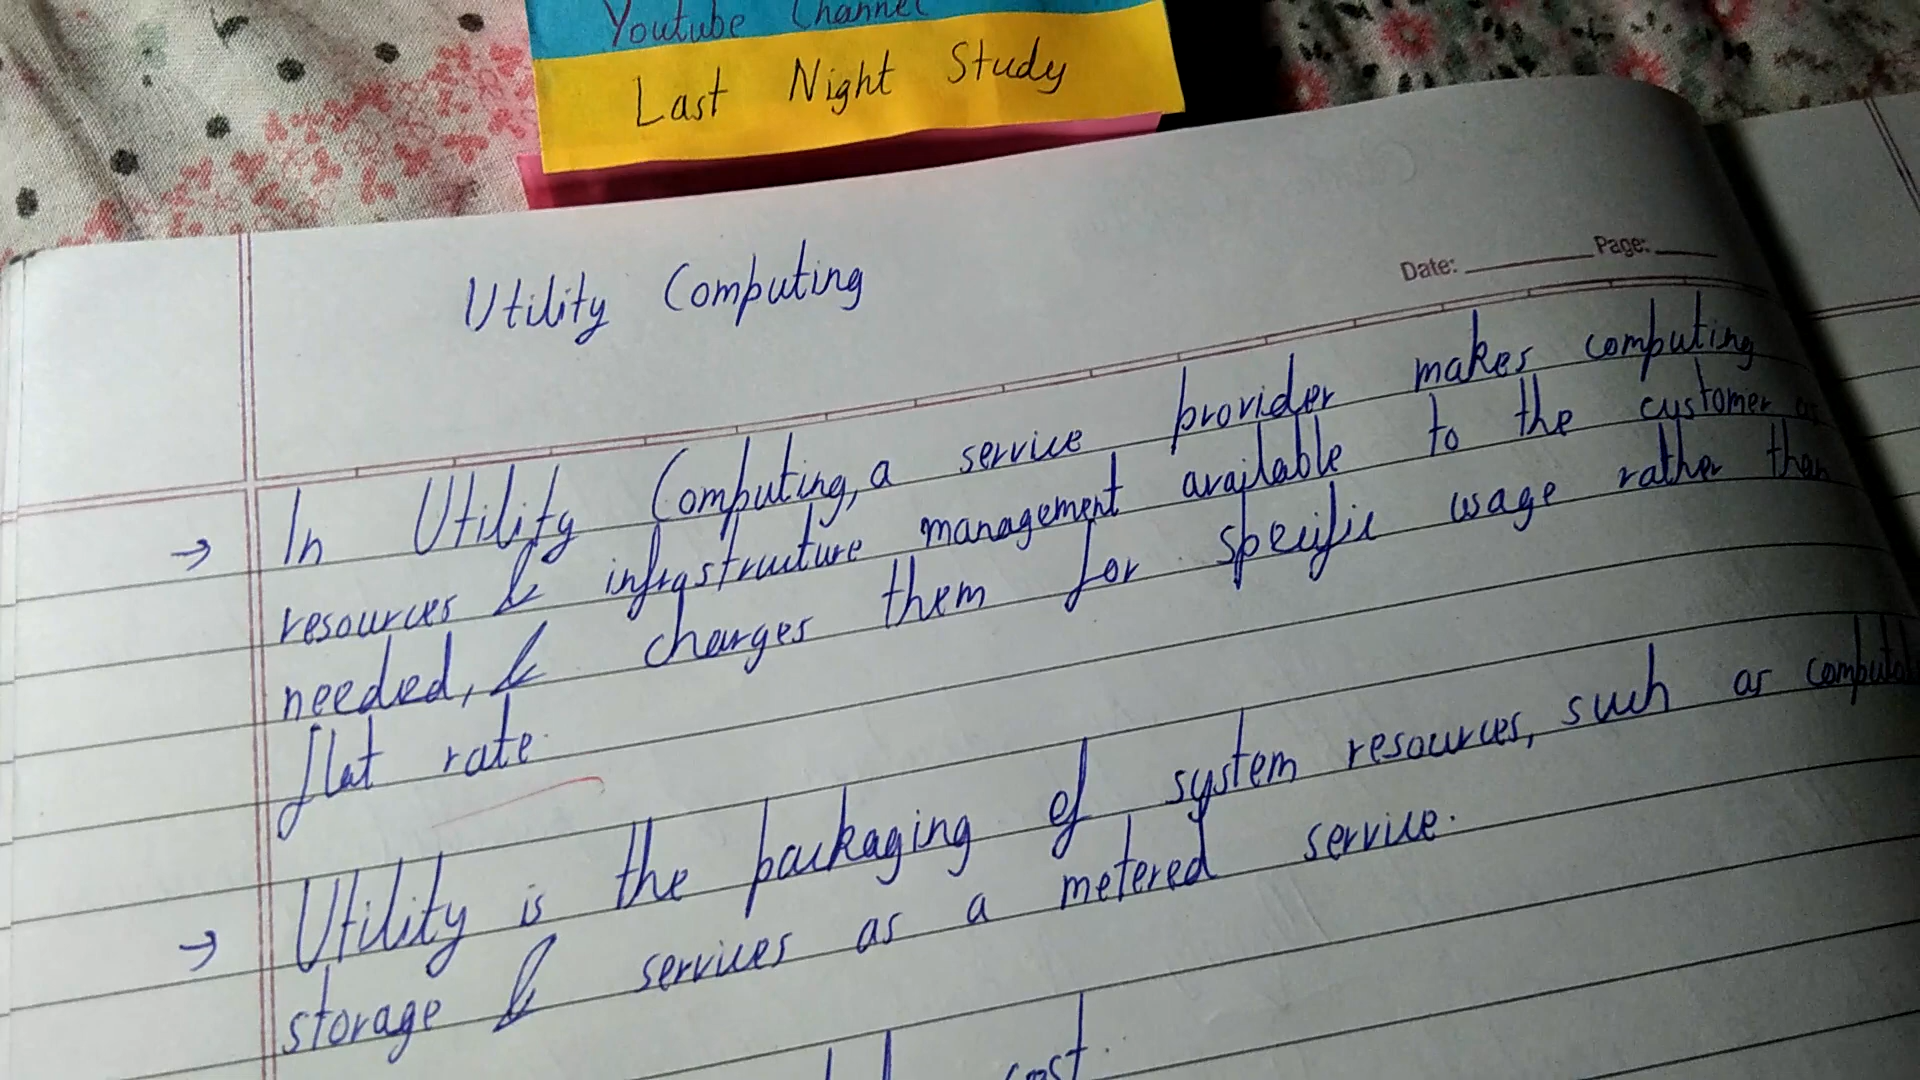 Youtube Channel
Last Night Study
Utility Computing
Date: Page:
→ In Utility Computing, a service provider makes computing
resources & infrastructure management available to the customer as
needed, & charges them for specific usage rather than
flat rate.
→ Utility is the packaging of system resources, such as
storage & services as a metered service.
cost.